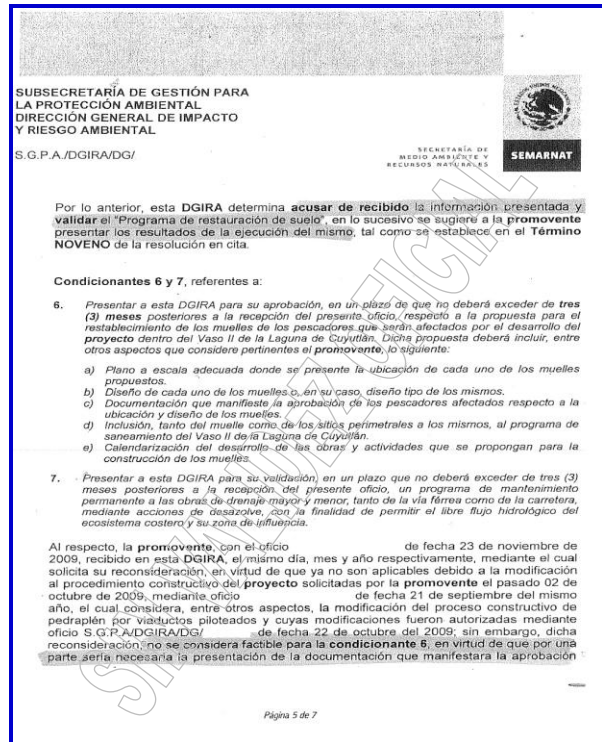 SUBSECRETARÍA DE GESTIÓN PARA
LA PROTECCIÓN AMBIENTAL
DIRECCIÓN GENERAL DE IMPACTO
Y RIESGO AMBIENTAL
S.G.P.A./DGIRA/DG/
SECRETARÍA DE
MEDIO AMBIENTE Y
RECURSOS NATURALES
SEMARNAT
Por lo anterior, esta DGIRA determina acusar de recibido la información presentada y
validar el "Programa de restauración de suelo", en lo sucesivo se sugiere a la promovente
presentar los resultados de la ejecución del mismo, tal como se establece en el Término
NOVENO de la resolución en cita.
Condicionantes 6 y 7, referentes a:
6. Presentar a esta DGIRA para su aprobación, en un plazo de que no deberá exceder de tres
(3) meses posteriores a la recepción del presente oficio, respecto a la propuesta para el
restablecimiento de los muelles de los pescadores que serán afectados por el desarrollo del
proyecto dentro del Vaso II de la Laguna de Cuyutlán. Dicha propuesta deberá incluir, entre
otros aspectos que considere pertinentes el promovente, lo siguiente:
a) Plano a escala adecuada donde se presente la ubicación de cada uno de los muelles
propuestos.
b) Diseño de cada uno de los muelles o, en su caso, diseño tipo de los mismos.
c) Documentación que manifieste la aprobación de los pescadores afectados respecto a la
ubicación y diseño de los muelles.
d) Inclusión, tanto del muelle como de los sitios perimetrales a los mismos, al programa de
saneamiento del Vaso II de la Laguna de Cuyutlán.
e) Calendarización del desarrollo de las obras y actividades que se propongan para la
construcción de los muelles.
7. Presentar a esta DGIRA para su validación, en un plazo que no deberá exceder de tres (3)
meses posteriores a la recepción del presente oficio, un programa de mantenimiento
permanente a las obras de drenaje mayor y menor, tanto de la vía férrea como de la carretera,
mediante acciones de desazolve, con la finalidad de permitir el libre flujo hidrológico del
ecosistema costero y su zona de influencia.
Al respecto, la promovente, con el oficio de fecha 23 de noviembre de
2009, recibido en esta DGIRA, el mismo día, mes y año respectivamente, mediante el cual
solicita su reconsideración, en virtud de que ya no son aplicables debido a la modificación
al procedimiento constructivo del proyecto solicitadas por la promovente el pasado 02 de
octubre de 2009, mediante oficio de fecha 21 de septiembre del mismo
año, el cual considera, entre otros aspectos, la modificación del proceso constructivo de
pedraplén por viaductos piloteados y cuyas modificaciones fueron autorizadas mediante
oficio S.G.P.A/DGIRA/DG/ de fecha 22 de octubre del 2009; sin embargo, dicha
reconsideración, no se considera factible para la condicionante 6, en virtud de que por una
parte sería necesaria la presentación de la documentación que manifestara la aprobación
SIN VALIDEZ OFICIAL
Página 5 de 7